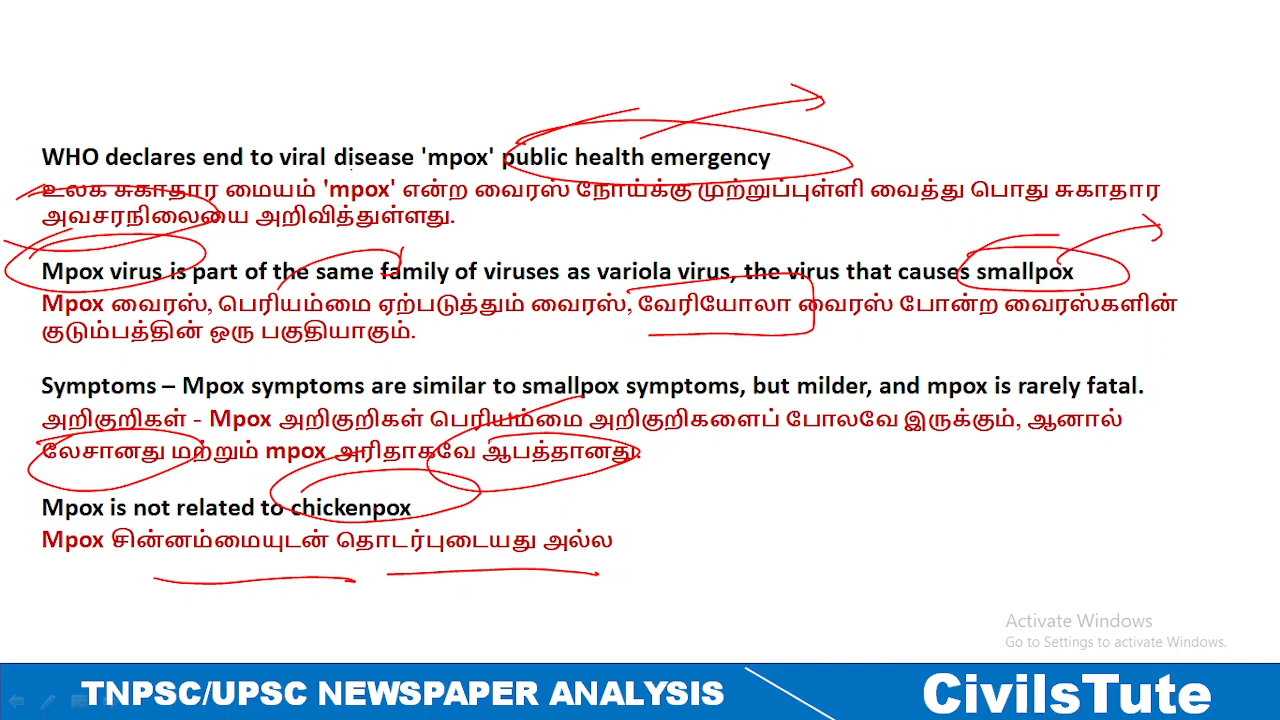 WHO declares end to viral disease 'mpox' public health emergency
உலக சுகாதார மையம் 'mpox' என்ற வைரஸ் நோய்க்கு முற்றுப்புள்ளி வைத்து பொது சுகாதார
அவசரநிலையை அறிவித்துள்ளது.
Mpox virus is part of the same family of viruses as variola virus, the virus that causes smallpox
Mpox வைரஸ், பெரியம்மை ஏற்படுத்தும் வைரஸ், வேரியோலா வைரஸ் போன்ற வைரஸ்களின்
குடும்பத்தின் ஒரு பகுதியாகும்.
Symptoms – Mpox symptoms are similar to smallpox symptoms, but milder, and mpox is rarely fatal.
அறிகுறிகள் - Mpox அறிகுறிகள் பெரியம்மை அறிகுறிகளைப் போலவே இருக்கும், ஆனால்
லேசானது மற்றும் mpox அரிதாகவே ஆபத்தானது.
Mpox is not related to chickenpox
Mpox சின்னம்மையுடன் தொடர்புடையது அல்ல
Activate Windows
Go to Settings to activate Windows.
TNPSC/UPSC NEWSPAPER ANALYSIS
CivilsTute